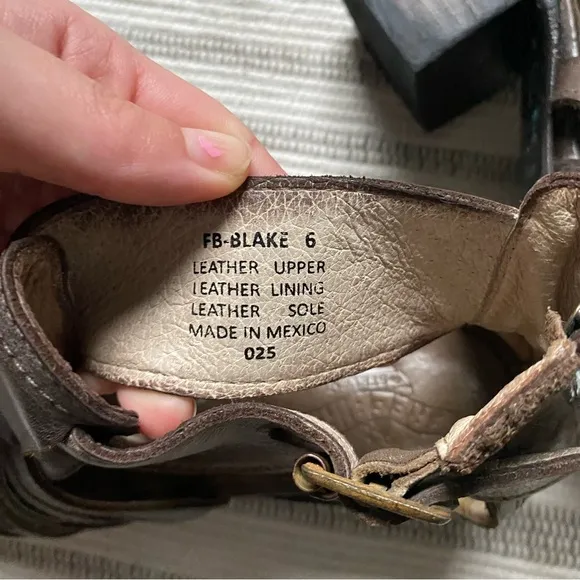 FB-BLAKE 6
LEATHER UPPER
LEATHER LINING
LEATHER SOLE
MADE IN MEXICO
025